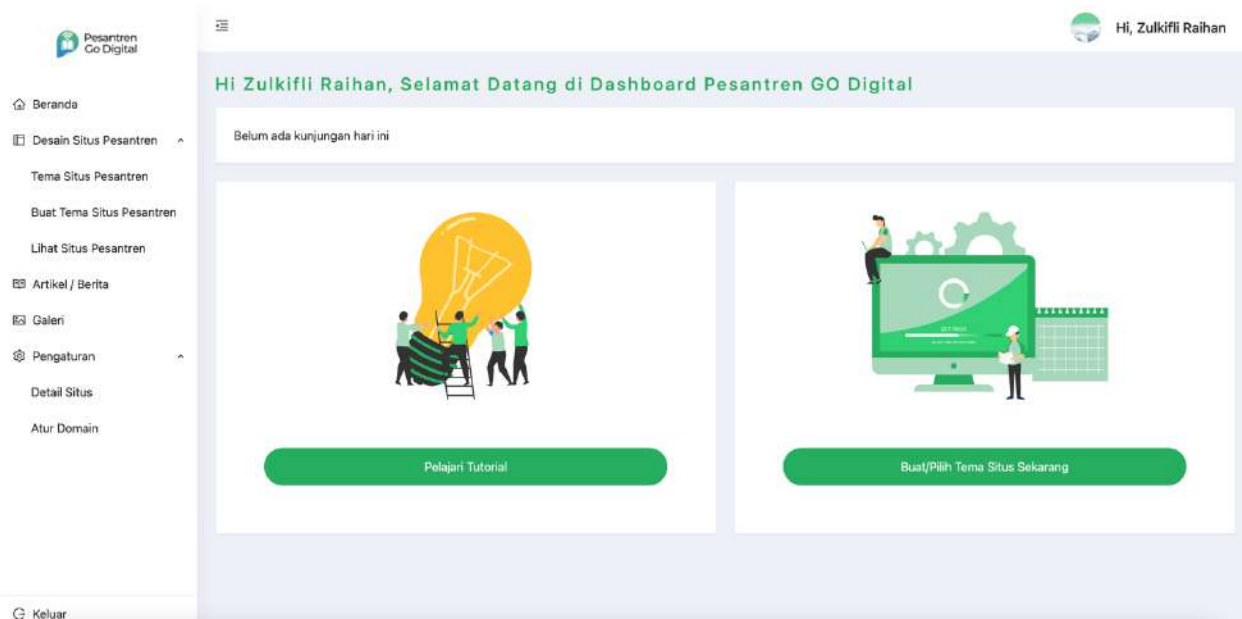 Pesantren
Go Digital
Hi, Zulkifli Raihan
Beranda
Desain Situs Pesantren
Tema Situs Pesantren
Buat Tema Situs Pesantren
Lihat Situs Pesantren
Artikel / Berita
Galeri
Pengaturan
Detail Situs
Atur Domain
Keluar
Hi Zulkifli Raihan, Selamat Datang di Dashboard Pesantren GO Digital
Belum ada kunjungan hari ini
Pelajari Tutorial
Buat/Pilih Tema Situs Sekarang